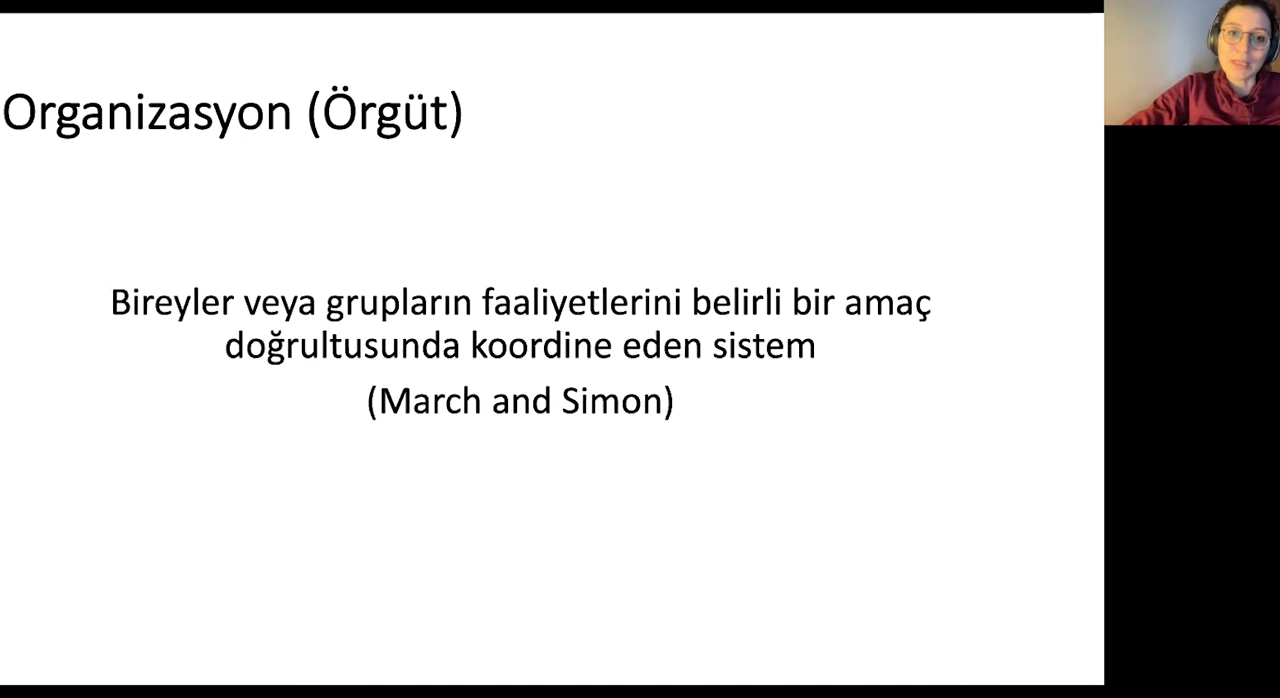 Organizasyon (Örgüt)
Bireyler veya grupların faaliyetlerini belirli bir amaç
doğrultusunda koordine eden sistem
(March and Simon)